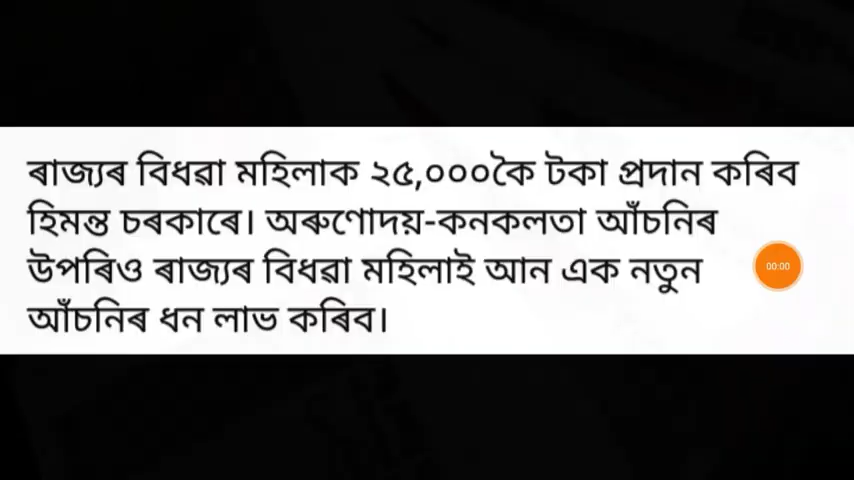 ৰাজ্যৰ বিধৱা মহিলাক ২৫,০০০কৈ টকা প্ৰদান কৰিব
হিমন্ত চৰকাৰে। অৰুণোদয়-কনকলতা আঁচনিৰ
উপৰিও ৰাজ্যৰ বিধৱা মহিলাই আন এক নতুন
আঁচনিৰ ধন লাভ কৰিব।
00:00